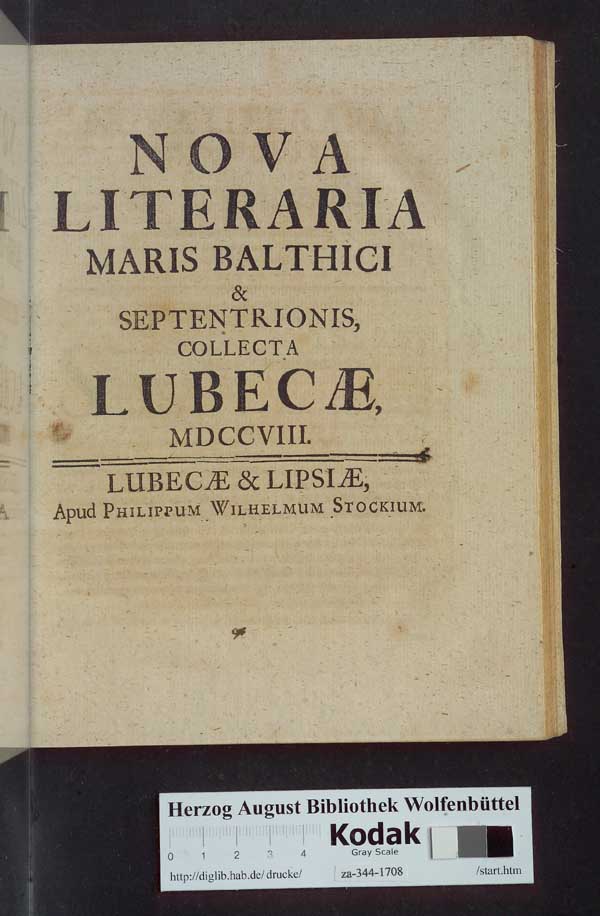 NOVA
LITERARIA
MARIS BALTHICI
&
SEPTENTRIONIS,
COLLECTA
LUBECÆ,
MDCCVIII.
LUBECÆ & LIPSIÆ,
Apud PHILIPPUM WILHELMUM STOCKIUM.
Herzog August Bibliothek Wolfenbüttel
Kodak
Gray Scale
0 1 2 3 4
http://diglib.hab.de/ drucke/ za-344-1708 /start.htm